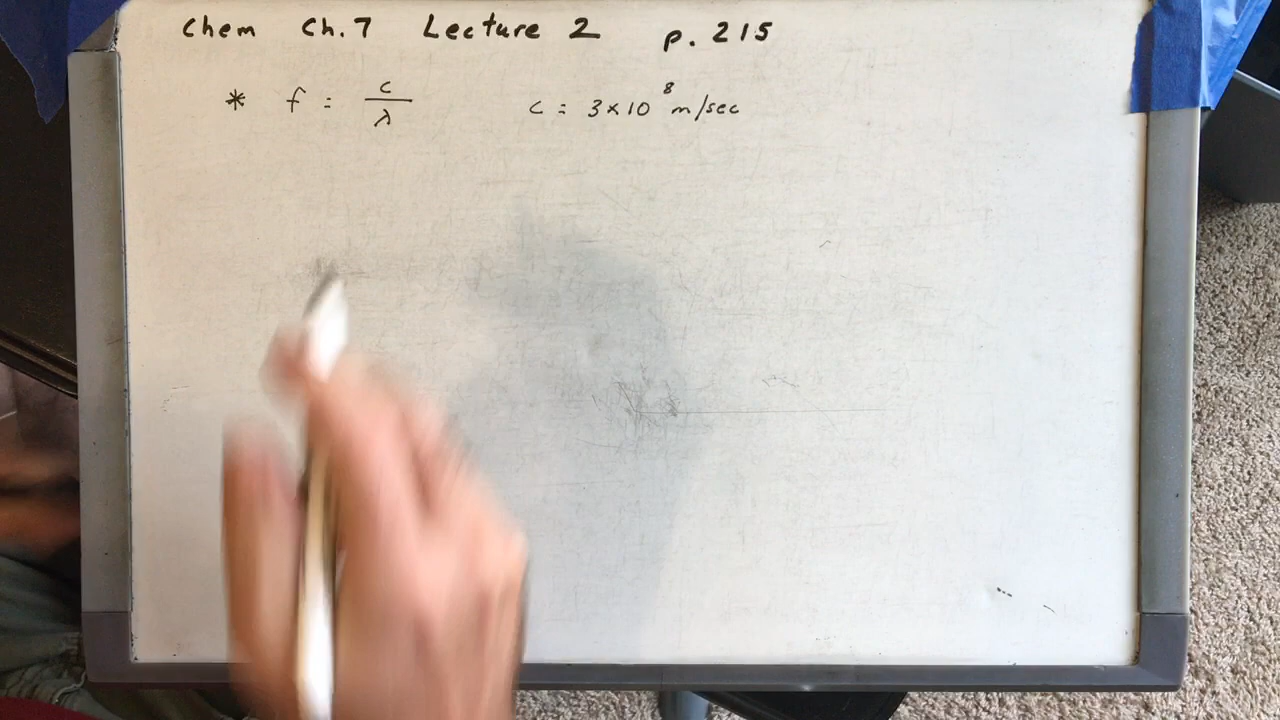 Chem Ch.7 Lecture 2 p. 215
* f = c/λ c = 3×10⁸ m/sec